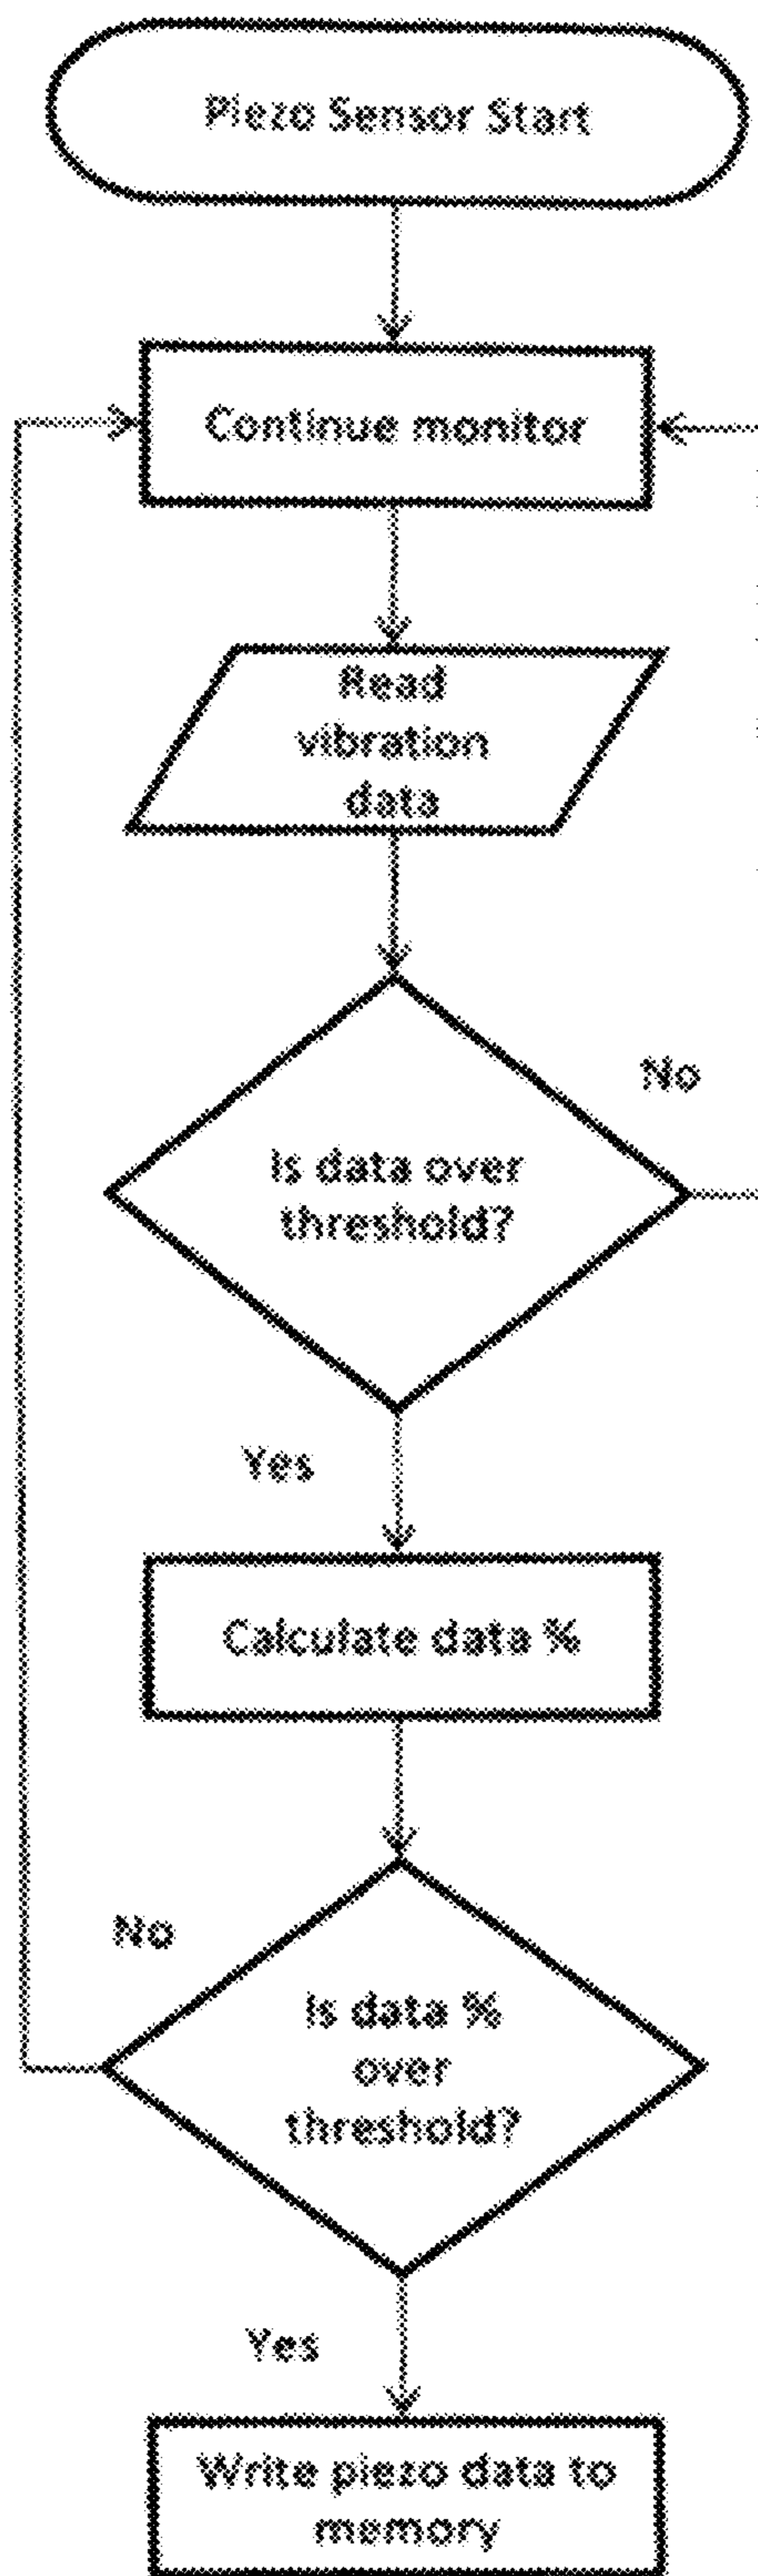 Piezo Sensor Start
Continue monitor
Read
vibration
data
No
Is data over
threshold?
Yes
Calculate data %
No
Is data %
over
threshold?
Yes
Write piezo data to
memory